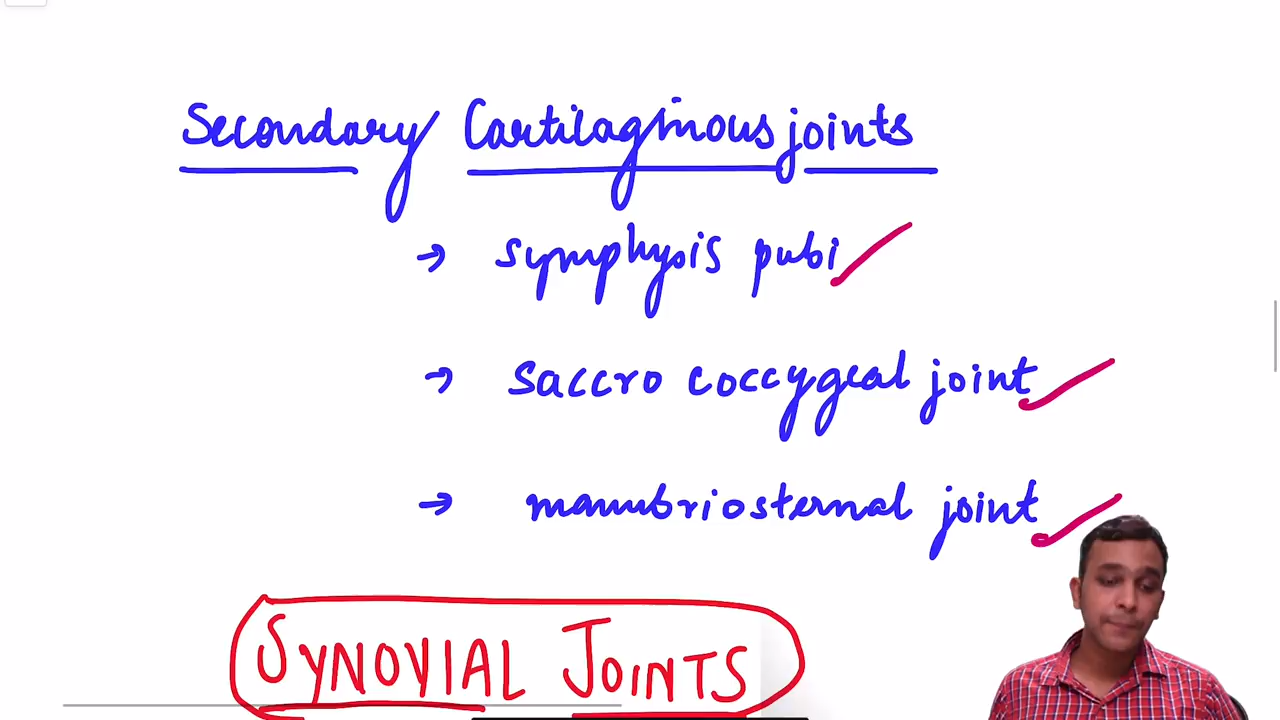 Secondary Cartilaginous joints
→ symphysis pubi
→ saccro coccygeal joint
→ manubriosternal joint
SYNOVIAL JOINTS